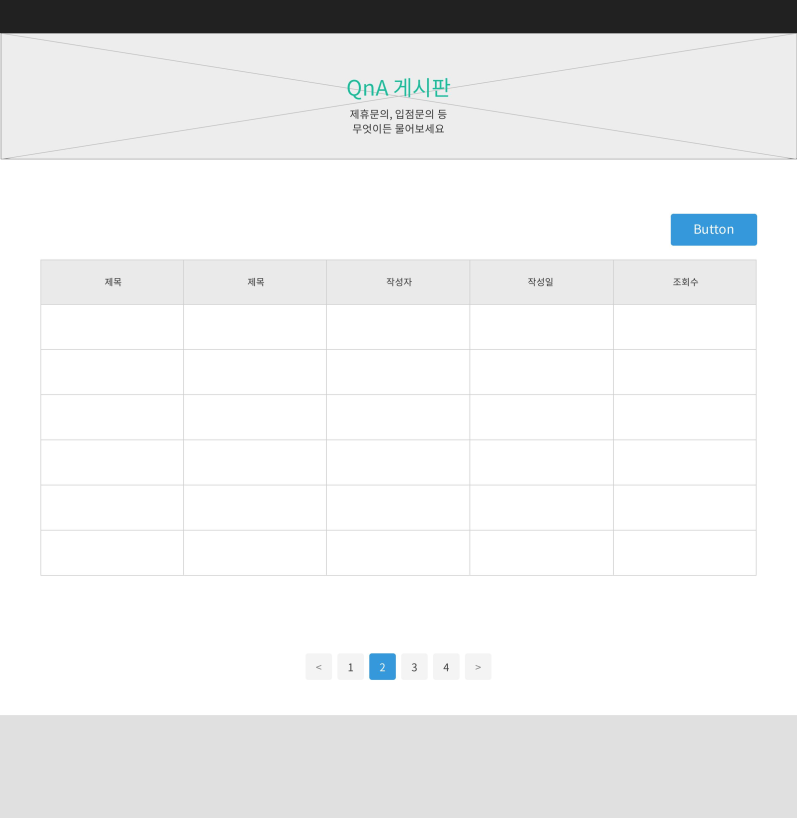 QnA 게시판
제휴문의, 입점문의 등
무엇이든 물어보세요
Button
제목 제목 작성자 작성일 조회수
< 1 2 3 4 >